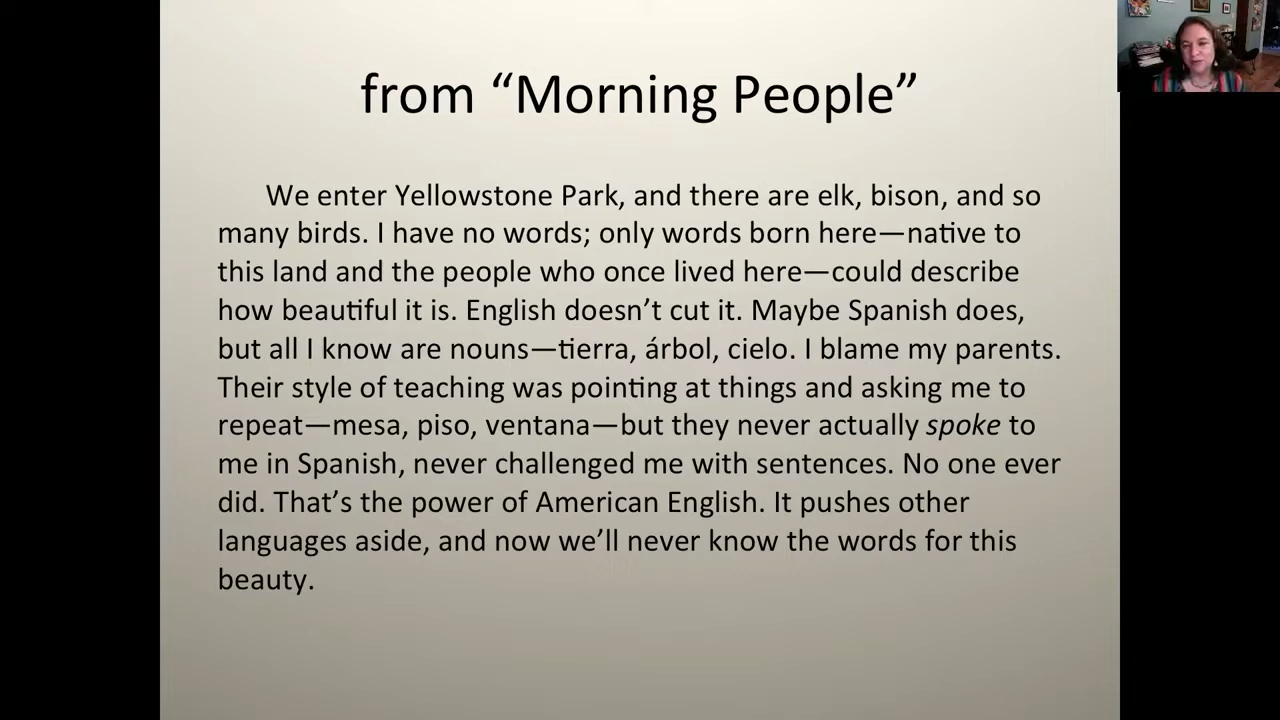 from “Morning People”
We enter Yellowstone Park, and there are elk, bison, and so
many birds. I have no words; only words born here—native to
this land and the people who once lived here—could describe
how beautiful it is. English doesn’t cut it. Maybe Spanish does,
but all I know are nouns—tierra, árbol, cielo. I blame my parents.
Their style of teaching was pointing at things and asking me to
repeat—mesa, piso, ventana—but they never actually spoke to
me in Spanish, never challenged me with sentences. No one ever
did. That’s the power of American English. It pushes other
languages aside, and now we’ll never know the words for this
beauty.